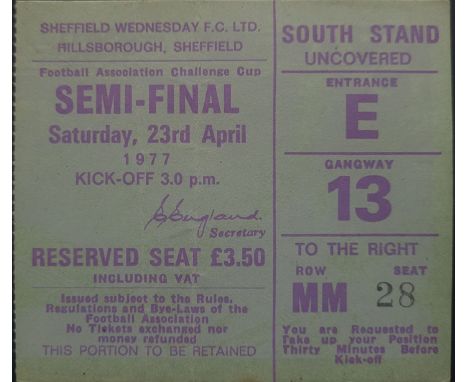 SHEFFIELD WEDNESDAY F.C. LTD.
HILLSBOROUGH, SHEFFIELD
Football Association Challenge Cup
SEMI-FINAL
Saturday, 23rd April
1977
KICK-OFF 3.0 p.m.
E England.
Secretary
RESERVED SEAT £3.50
INCLUDING VAT
Issued subject to the Rules,
Regulations and Bye-Laws of the
Football Association
No Tickets exchanged nor
money refunded
THIS PORTION TO BE RETAINED
SOUTH STAND
UNCOVERED
ENTRANCE
E
GANGWAY
13
TO THE RIGHT
ROW SEAT
MM 28
You are Requested to
Take up your Position
Thirty Minutes Before
Kick-off